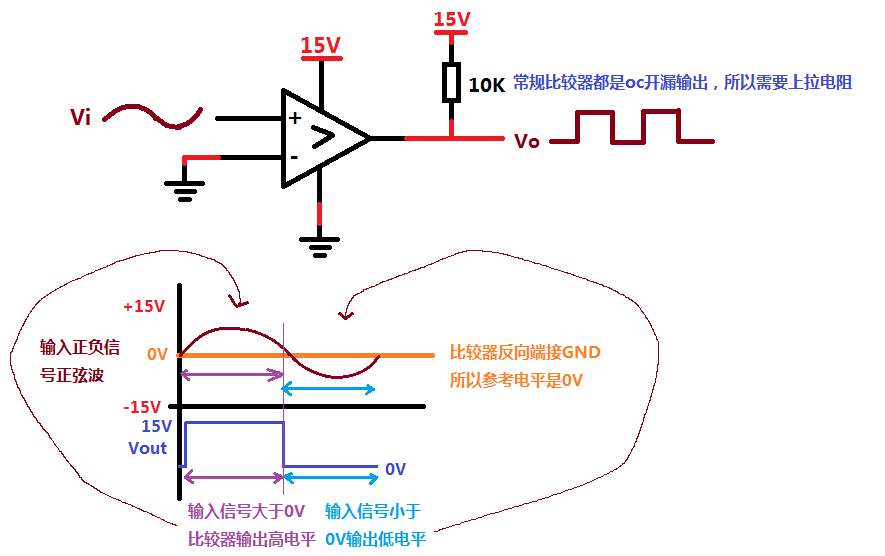 15V
15V
10K
常规比较器都是oc开漏输出，所以需要上拉电阻
Vi
+
-
>
Vo
+15V
输入正负信
号正弦波
0V
比较器反向端接GND
所以参考电平是0V
-15V
15V
Vout
0V
输入信号大于0V
比较器输出高电平
输入信号小于
0V输出低电平